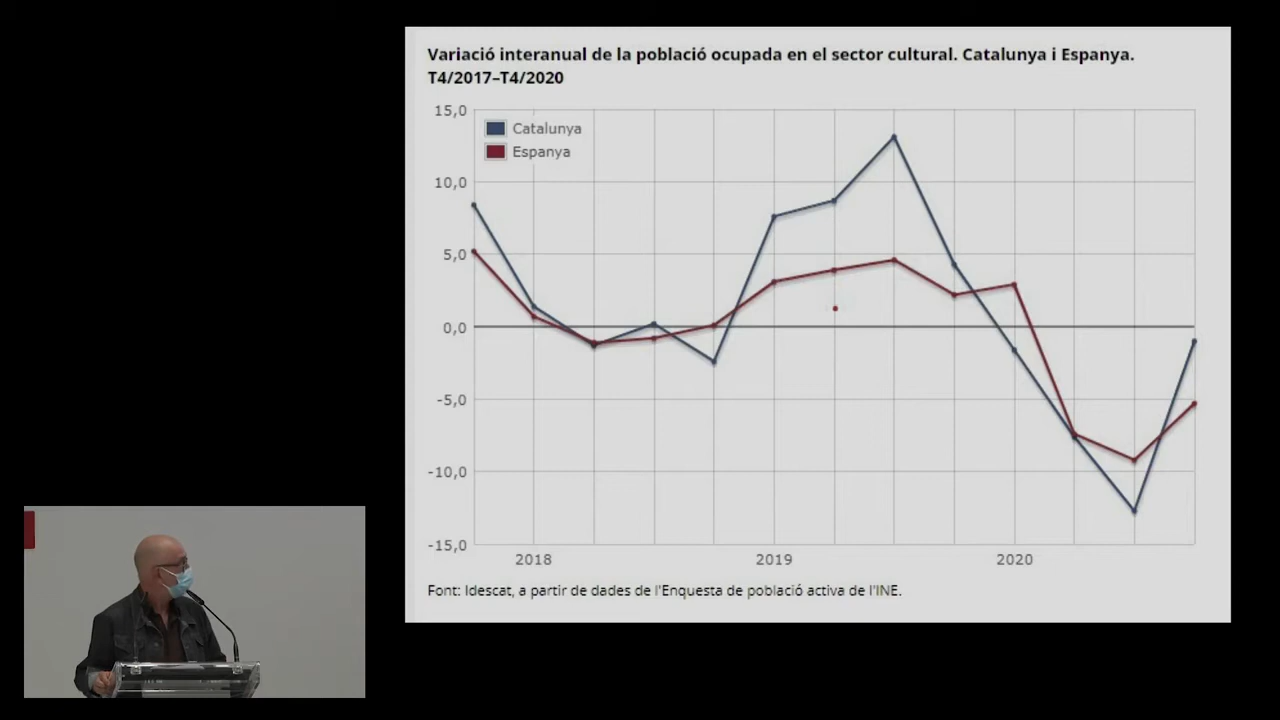 Variació interanual de la població ocupada en el sector cultural. Catalunya i Espanya.
T4/2017–T4/2020
15,0
Catalunya
Espanya
10,0
5,0
0,0
-5,0
-10,0
-15,0
2018
2019
2020
Font: Idescat, a partir de dades de l'Enquesta de població activa de l'INE.